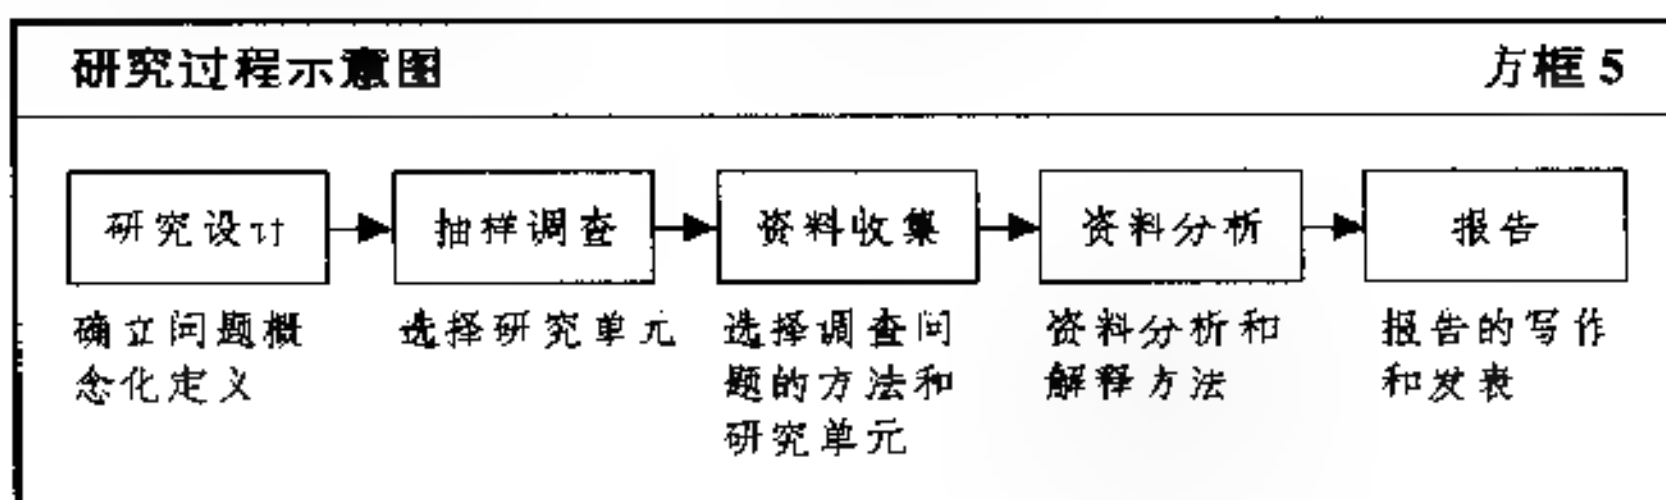 研究过程示意图 方框 5
研究设计 抽样调查 资料收集 资料分析 报告
确立问题概念化定义
选择研究单元
选择调查问题的方法和研究单元
资料分析和解释方法
报告的写作和发表